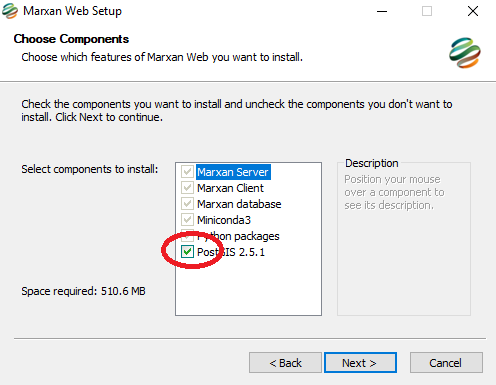 Marxan Web Setup
Choose Components
Choose which features of Marxan Web you want to install.
Check the components you want to install and uncheck the components you don't want to
install. Click Next to continue.
Select components to install:
Marxan Server
Marxan Client
Marxan database
Miniconda3
Python packages
PostGIS 2.5.1
Description
Position your mouse
over a component to
see its description.
Space required: 510.6 MB
< Back
Next >
Cancel